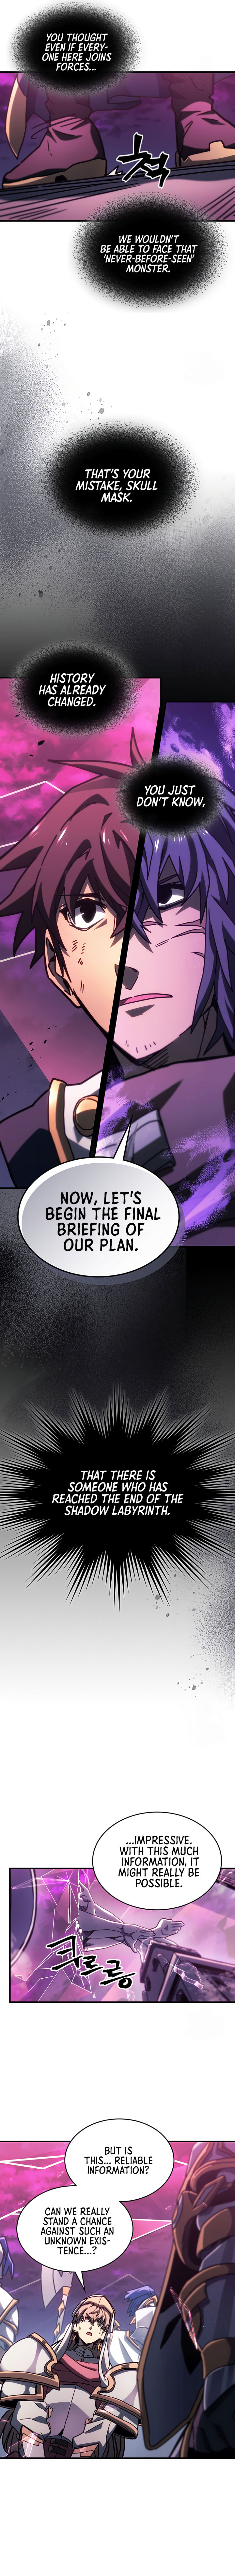 YOU THOUGHT
EVEN IF EVERY-
ONE HERE JOINS
FORCES...
척
WE WOULDN'T
BE ABLE TO FACE THAT
'NEVER-BEFORE-SEEN'
MONSTER.
THAT'S YOUR
MISTAKE, SKULL
MASK.
HISTORY
HAS ALREADY
CHANGED.
YOU JUST
DON'T KNOW,
NOW, LET'S
BEGIN THE FINAL
BRIEFING OF
OUR PLAN.
THAT THERE IS
SOMEONE WHO HAS
REACHED THE END OF THE
SHADOW LABYRINTH.
...IMPRESSIVE.
WITH THIS MUCH
INFORMATION, IT
MIGHT REALLY BE
POSSIBLE.
쿠르릉
BUT IS
THIS... RELIABLE
INFORMATION?
CAN WE REALLY
STAND A CHANCE
AGAINST SUCH AN
UNKNOWN EXIS-
TENCE...?